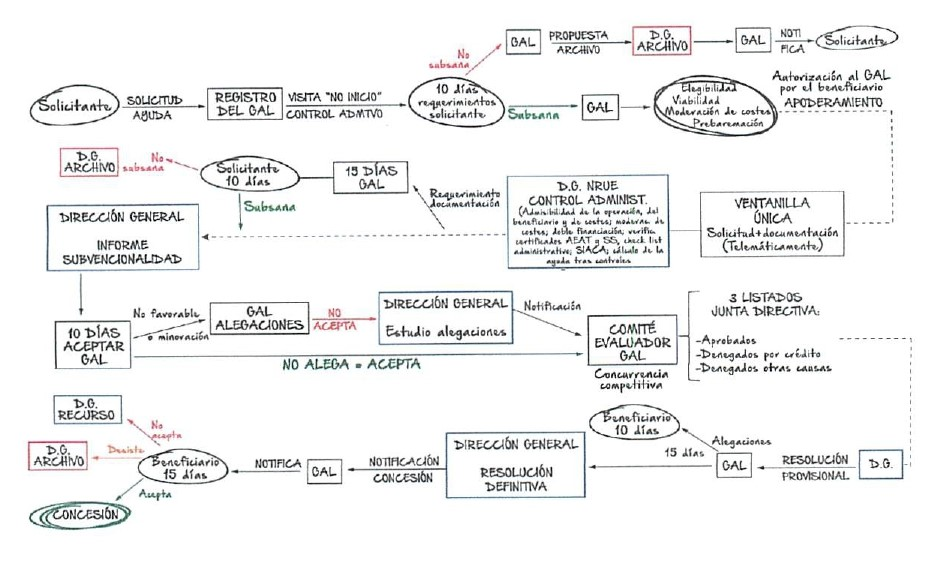 Solicitante
SOLICITUD
AYUDA
REGISTRO
DEL GAL
VISITA "NO INICIO"
CONTROL ADMTVO
10 días
requerimientos
solicitante
No
subsana
GAL
PROPUESTA
ARCHIVO
D.G.
ARCHIVO
GAL
NOTI
FICA
Solicitante
Subsana
GAL
Elegibilidad
Viabilidad
Moderación de costes
Prebaremación
Autorización al GAL
por el beneficiario
APODERAMIENTO
VENTANILLA
ÚNICA
Solicitud+documentación
(Telemáticamente)
D.G. NRUE
CONTROL ADMINIST.
(Admisibilidad de la operación, del
beneficiario y de costes; moderac. de
costes; doble financiación; verific.
certificados AEAT y SS, check list
administrativo; SIACA; cálculo de la
ayuda tras controles
Requerimiento
documentación
15 DÍAS
GAL
Solicitante
10 días
No
subsana
D.G.
ARCHIVO
Subsana
DIRECCIÓN GENERAL
INFORME
SUBVENCIONALIDAD
10 DÍAS
ACEPTAR
GAL
No favorable
o minoración
GAL
ALEGACIONES
NO
ACEPTA
DIRECCIÓN GENERAL
Estudio alegaciones
Notificación
NO ALEGA = ACEPTA
COMITÉ
EVALUADOR
GAL
Concurrencia
competitiva
3 LISTADOS
JUNTA DIRECTIVA:
-Aprobados
-Denegados por crédito
-Denegados otras causas
D.G.
RESOLUCIÓN
PROVISIONAL
GAL
Alegaciones
Beneficiario
10 días
15 días
DIRECCIÓN GENERAL
RESOLUCIÓN
DEFINITIVA
NOTIFICACIÓN
CONCESIÓN
GAL
NOTIFICA
Beneficiario
15 días
No
acepta
D.G.
RECURSO
Desiste
D.G.
ARCHIVO
Acepta
CONCESIÓN